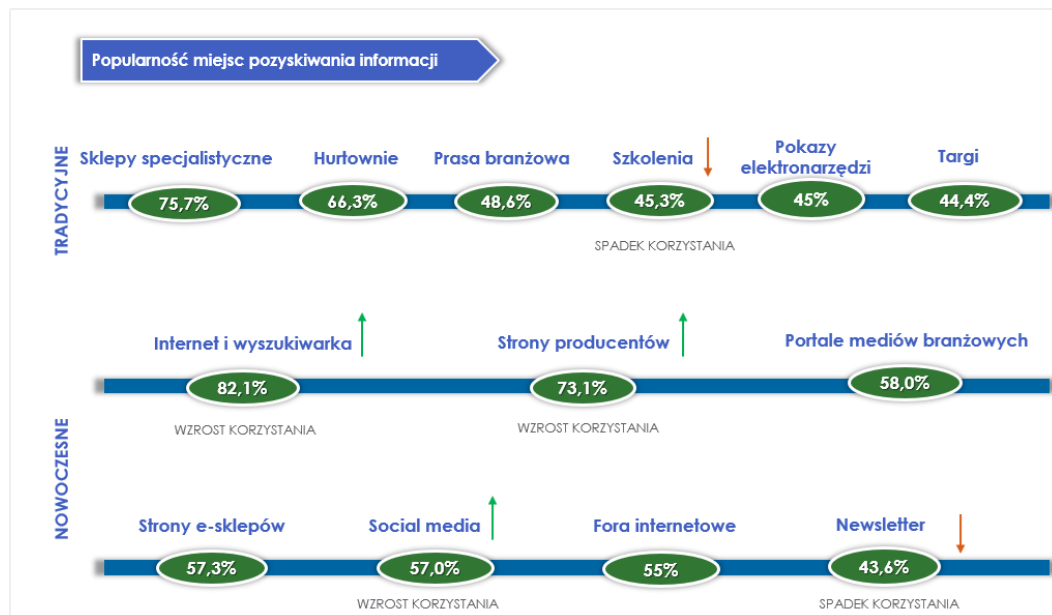 Popularność miejsc pozyskiwania informacji
TRADYCYJNE
Sklepy specjalistyczne
Hurtownie
Prasa branżowa
Szkolenia
Pokazy
elektronarzędzi
Targi
75,7%
66,3%
48,6%
45,3%
45%
44,4%
SPADEK KORZYSTANIA
NOWOCZESNE
Internet i wyszukiwarka
Strony producentów
Portale mediów branżowych
82,1%
73,1%
58,0%
WZROST KORZYSTANIA
WZROST KORZYSTANIA
Strony e-sklepów
Social media
Fora internetowe
Newsletter
57,3%
57,0%
55%
43,6%
WZROST KORZYSTANIA
SPADEK KORZYSTANIA